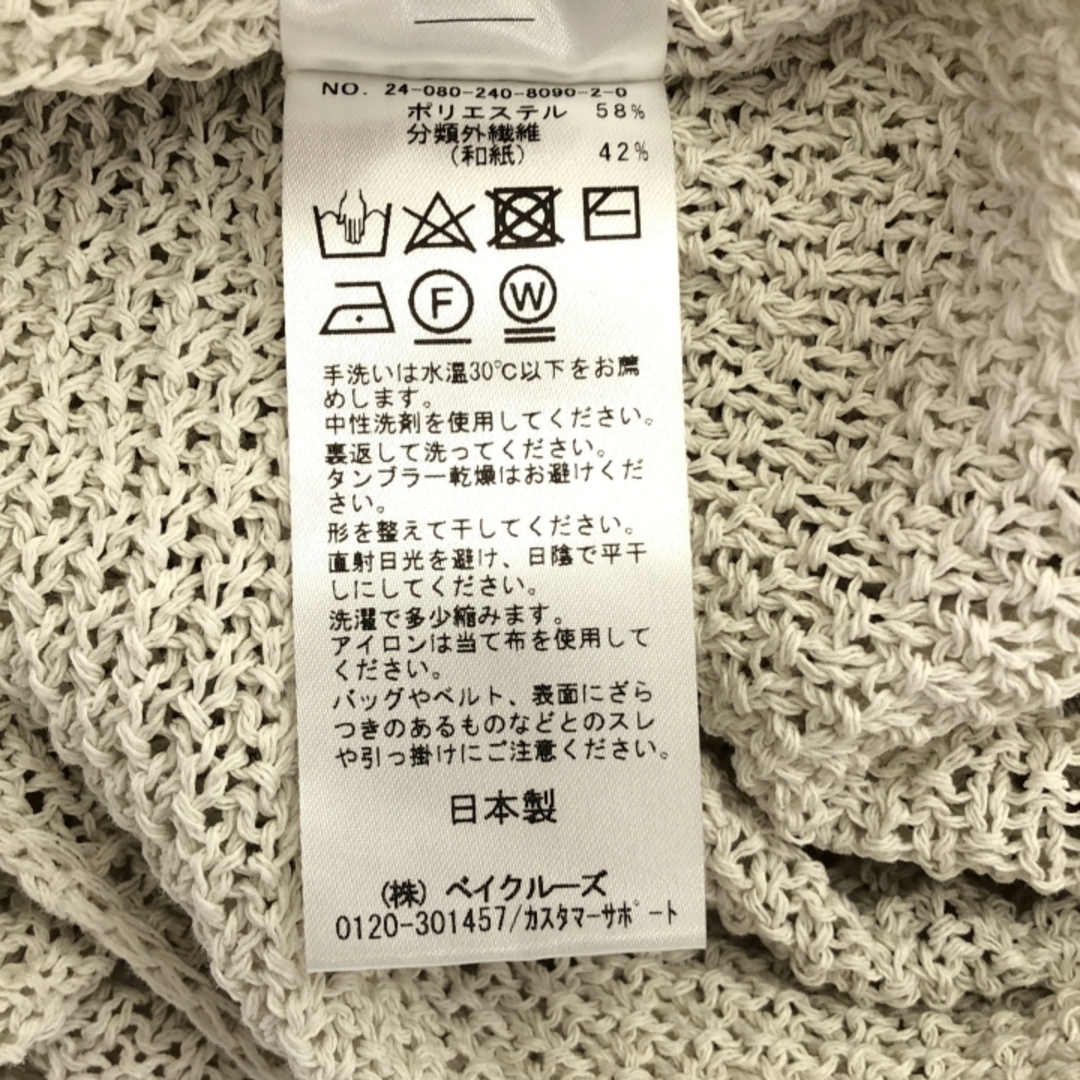 NO. 24-080-240-8090-2-0
ポリエステル 58%
分類外繊維
(和紙) 42%
F W
手洗いは水温30℃以下をお薦
めします。
中性洗剤を使用してください。
裏返して洗ってください。
タンブラー乾燥はお避けくだ
さい。
形を整えて干してください。
直射日光を避け、日陰で平干
しにしてください。
洗濯で多少縮みます。
アイロンは当て布を使用して
ください。
バッグやベルト、表面にざら
つきのあるものなどとのスレ
や引っ掛けにご注意ください。
日本製
(株) ベイクルーズ
0120-301457/カスタマーサポート